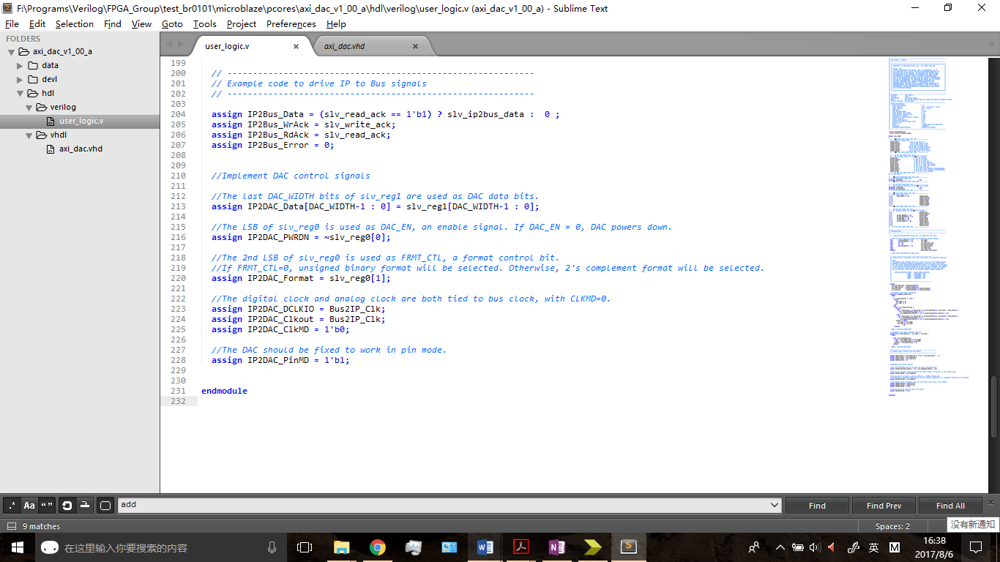 F:\Programs\Verilog\FPGA_Group\test_br0101\microblaze\pcores\axi_dac_v1_00_a\hdl\verilog\user_logic.v (axi_dac_v1_00_a) - Sublime Text
File Edit Selection Find View Goto Tools Project Preferences Help
FOLDERS
axi_dac_v1_00_a
data
devl
hdl
verilog
user_logic.v
vhdl
axi_dac.vhd
user_logic.v × axi_dac.vhd ×
199
200 // ------------------------------------------------------------
201 // Example code to drive IP to Bus signals
202 // ------------------------------------------------------------
203
204 assign IP2Bus_Data = (slv_read_ack == 1'b1) ? slv_ip2bus_data :  0 ;
205 assign IP2Bus_WrAck = slv_write_ack;
206 assign IP2Bus_RdAck = slv_read_ack;
207 assign IP2Bus_Error = 0;
208
209
210 //Implement DAC control signals
211
212 //The last DAC_WIDTH bits of slv_reg1 are used as DAC data bits.
213 assign IP2DAC_Data[DAC_WIDTH-1 : 0] = slv_reg1[DAC_WIDTH-1 : 0];
214
215 //The LSB of slv_reg0 is used as DAC_EN, an enable signal. If DAC_EN = 0, DAC powers down.
216 assign IP2DAC_PWRDN = ~slv_reg0[0];
217
218 //The 2nd LSB of slv_reg0 is used as FRMT_CTL, a format control bit.
219 //If FRMT_CTL=0, unsigned binary format will be selected. Otherwise, 2's complement format will be selected.
220 assign IP2DAC_Format = slv_reg0[1];
221
222 //The digital clock and analog clock are both tied to bus clock, with CLKMD=0.
223 assign IP2DAC_DCLKIO = Bus2IP_Clk;
224 assign IP2DAC_Clkout = Bus2IP_Clk;
225 assign IP2DAC_ClkMD = 1'b0;
226
227 //The DAC should be fixed to work in pin mode.
228 assign IP2DAC_PinMD = 1'b1;
229
230
231 endmodule
232
.* Aa “” add Find Find Prev Find All
9 matches Spaces: 2
没有新通知
在这里输入你要搜索的内容 英 M 16:38
2017/8/6